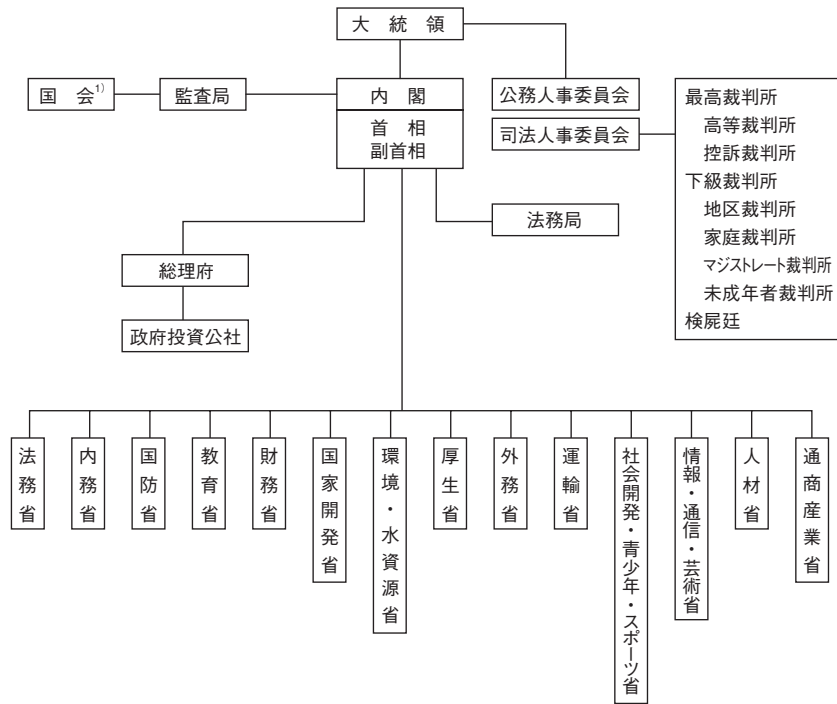 大 統 領
国 会1)
監査局
内 閣
首 相
副首相
公務人事委員会
司法人事委員会
最高裁判所
高等裁判所
控訴裁判所
下級裁判所
地区裁判所
家庭裁判所
マジストレート裁判所
未成年者裁判所
検屍廷
法務局
総理府
政府投資公社
法務省
内務省
国防省
教育省
財務省
国家開発省
環境・水資源省
厚生省
外務省
運輸省
社会開発・青少年・スポーツ省
情報・通信・芸術省
人材省
通商産業省